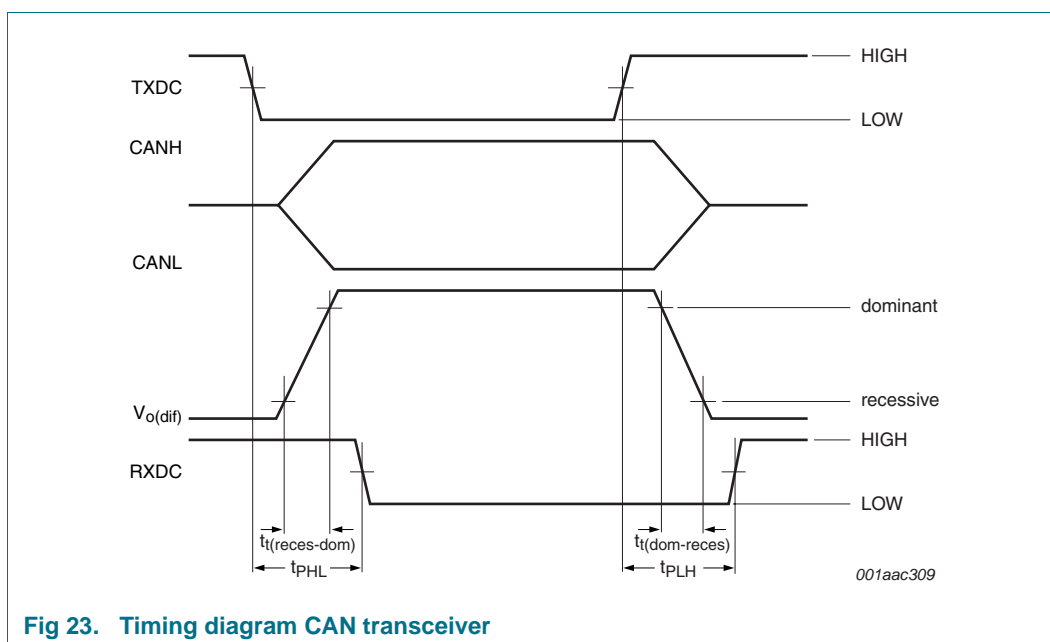 HIGH
TXDC
LOW
CANH
CANL
dominant
recessive
Vo(dif)
HIGH
RXDC
LOW
tt(reces-dom)
tt(dom-reces)
tPHL
tPLH
001aac309
Fig 23. Timing diagram CAN transceiver